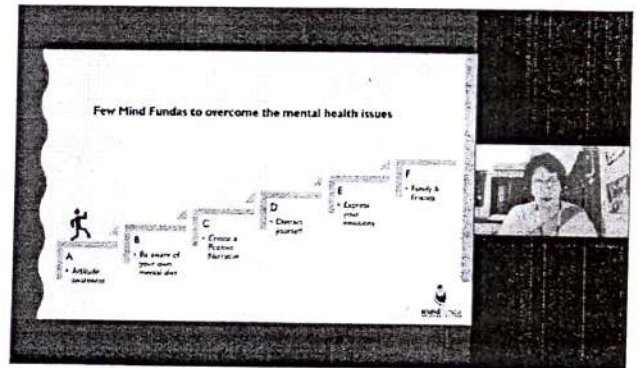 Few Mind Fundas to overcome the mental health issues
A
• Attitude
awareness
B
• Be aware of
your own
mental diet
C
• Create a
Positive
Narrative
D
• Distract
yourself
E
• Express
your
emotions
F
• Family &
Friends